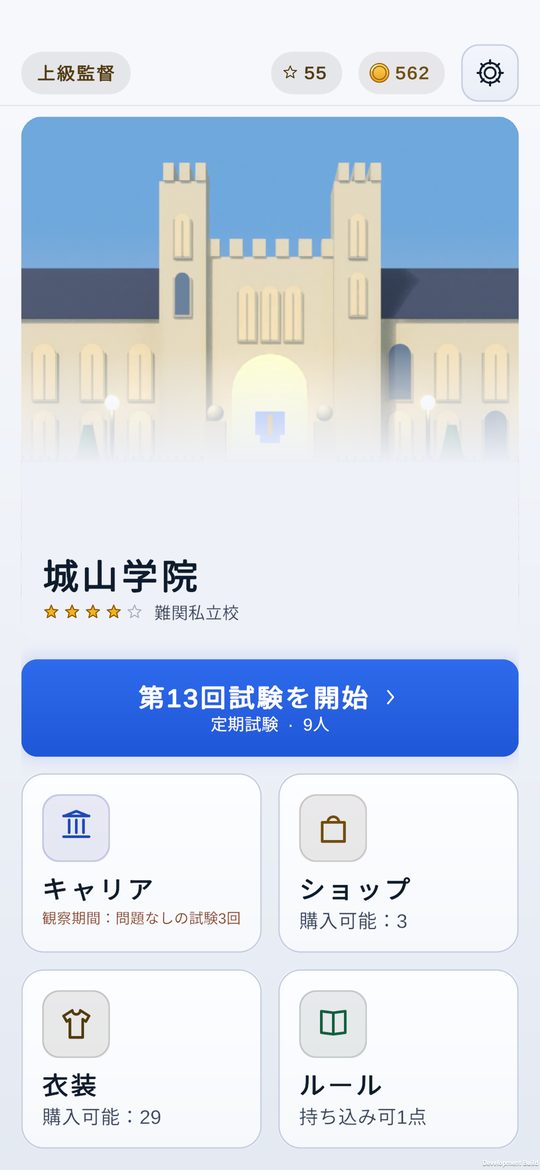 上級監督
55
562
城山学院
難関私立校
第13回試験を開始
定期試験 · 9人
キャリア
観察期間：問題なしの試験3回
ショップ
購入可能：3
衣装
購入可能：29
ルール
持ち込み可1点
Development Build